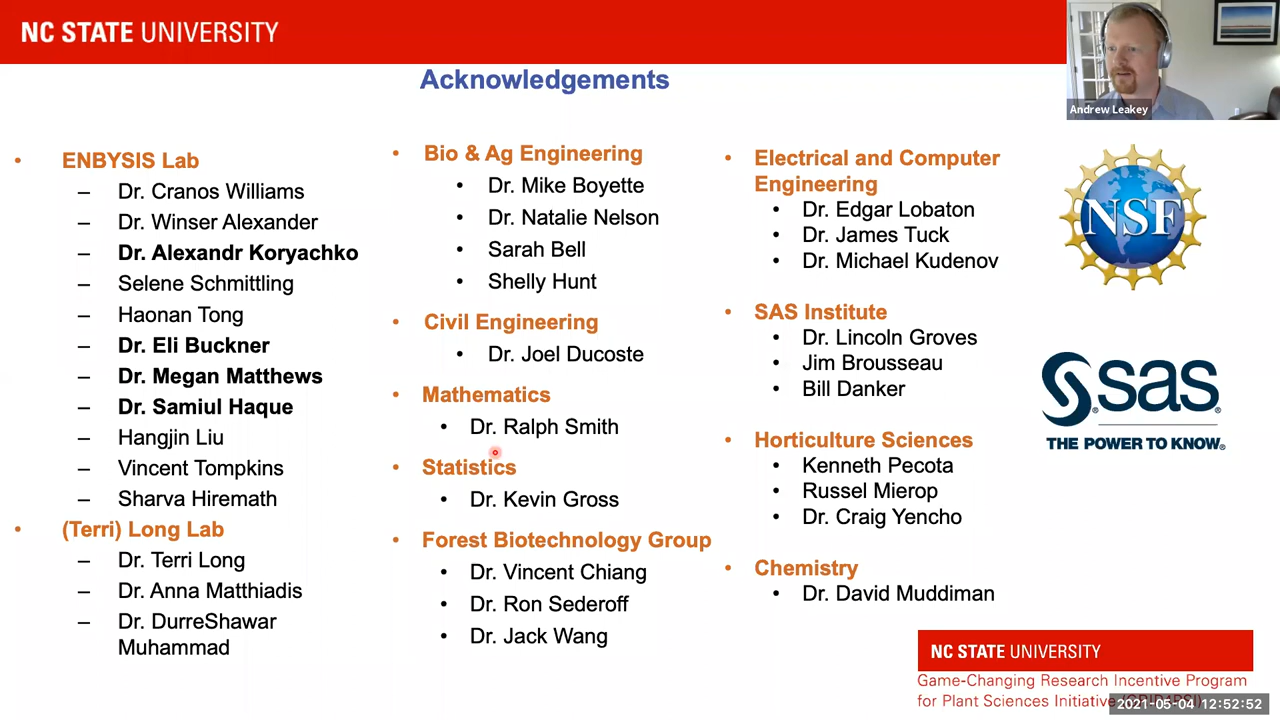 NC STATE UNIVERSITY
Acknowledgements
Andrew Leakey
• ENBYSIS Lab
– Dr. Cranos Williams
– Dr. Winser Alexander
– Dr. Alexandr Koryachko
– Selene Schmittling
– Haonan Tong
– Dr. Eli Buckner
– Dr. Megan Matthews
– Dr. Samiul Haque
– Hangjin Liu
– Vincent Tompkins
– Sharva Hiremath
• (Terri) Long Lab
– Dr. Terri Long
– Dr. Anna Matthiadis
– Dr. DurreShawar
Muhammad
• Bio & Ag Engineering
• Dr. Mike Boyette
• Dr. Natalie Nelson
• Sarah Bell
• Shelly Hunt
• Civil Engineering
• Dr. Joel Ducoste
• Mathematics
• Dr. Ralph Smith
• Statistics
• Dr. Kevin Gross
• Forest Biotechnology Group
• Dr. Vincent Chiang
• Dr. Ron Sederoff
• Dr. Jack Wang
• Electrical and Computer
Engineering
• Dr. Edgar Lobaton
• Dr. James Tuck
• Dr. Michael Kudenov
• SAS Institute
• Dr. Lincoln Groves
• Jim Brousseau
• Bill Danker
• Horticulture Sciences
• Kenneth Pecota
• Russel Mierop
• Dr. Craig Yencho
• Chemistry
• Dr. David Muddiman
NSF
sas
THE POWER TO KNOW®
NC STATE UNIVERSITY
Game-Changing Research Incentive Program
for Plant Sciences Initiative
2021-05-04 12:52:52